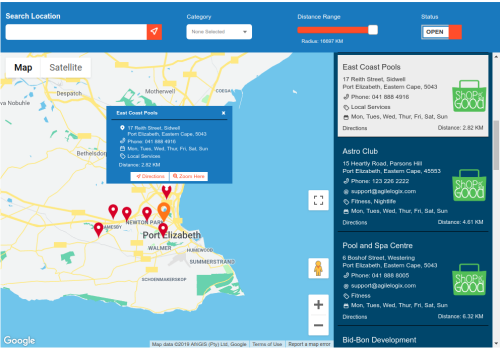 Search Location
Category
None Selected
Distance Range
Radius: 16697 KM
Status
OPEN
Map
Satellite
Despatch
Motherwell
COEGA
Nova Nobuhle
Bethelsdorp
NEWTON PARK
GAMESBY
Port Elizabeth
WALMER
HUMEWOOD
SUMMERSTRAND
SCHOENMAKERSKOP
East Coast Pools
x
17 Reith Street, Sidwell
Port Elizabeth, Eastern Cape, 5043
Phone: 041 888 4916
Mon, Tues, Wed, Thur, Fri, Sat, Sun
Local Services
Distance: 2.82 KM
Directions
Zoom Here
Google
Map data ©2019 AfriGIS (Pty) Ltd, Google
Terms of Use
Report a map error
East Coast Pools
17 Reith Street, Sidwell
Port Elizabeth, Eastern Cape, 5043
Phone: 041 888 4916
Local Services
Mon, Tues, Wed, Thur, Fri, Sat, Sun
Directions
Distance: 2.82 KM
SHOP for GOOD
Astro Club
15 Heartly Road, Parsons Hill
Port Elizabeth, Eastern Cape, 45553
Phone: 123 226 2222
support@agilelogix.com
Fitness, Nightlife
Mon, Tues, Wed, Thur, Fri, Sat, Sun
Directions
Distance: 4.61 KM
SHOP for GOOD
Pool and Spa Centre
6 Boshof Street, Westering
Port Elizabeth, Eastern Cape, 5043
Phone: 041 888 8005
support@agilelogix.com
Fitness
Mon, Tues, Wed, Thur, Fri, Sat, Sun
Directions
Distance: 6.32 KM
SHOP for GOOD
Bid-Bon Development